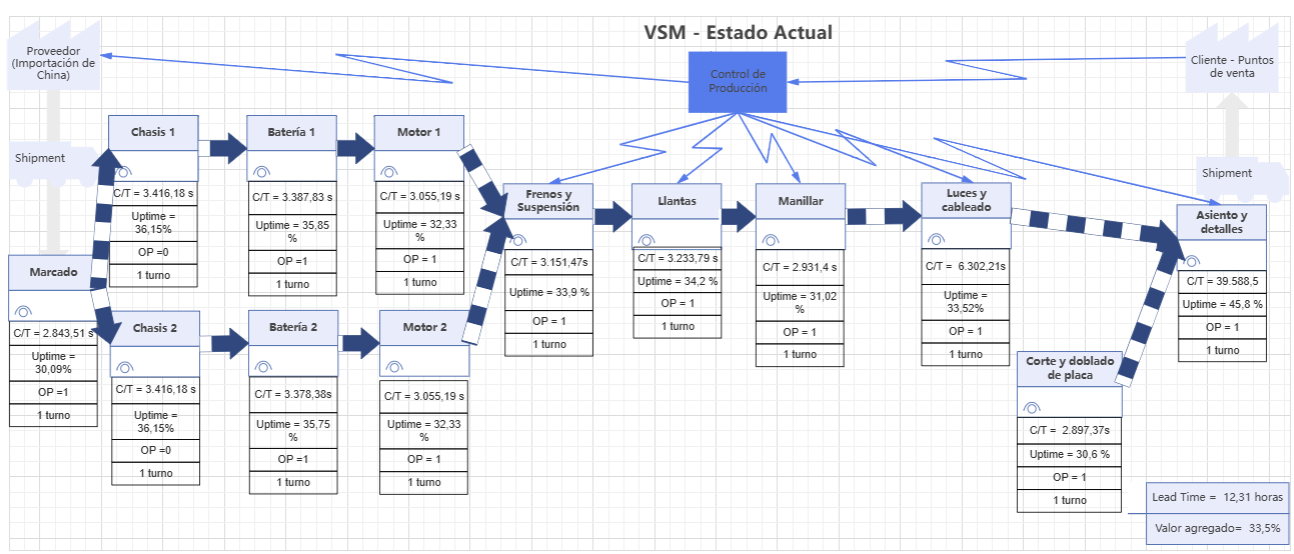 VSM - Estado Actual
Proveedor
(Importación de
China)
Control de
Producción
Cliente - Puntos
de venta
Shipment
Shipment
Marcado
C/T = 2.843,51 s
Uptime =
30,09%
OP =1
1 turno
Chasis 1
C/T = 3.416,18 s
Uptime =
36,15%
OP =0
1 turno
Batería 1
C/T = 3.387,83 s
Uptime = 35,85
%
OP =1
1 turno
Motor 1
C/T = 3.055,19 s
Uptime = 32,33
%
OP = 1
1 turno
Chasis 2
C/T = 3.416,18 s
Uptime =
36,15%
OP =0
1 turno
Batería 2
C/T = 3.378,38s
Uptime = 35,75
%
OP =1
1 turno
Motor 2
C/T = 3.055,19 s
Uptime = 32,33
%
OP = 1
1 turno
Frenos y
Suspensión
C/T = 3.151,47s
Uptime = 33,9 %
OP = 1
1 turno
Llantas
C/T = 3.233,79 s
Uptime = 34,2 %
OP = 1
1 turno
Manillar
C/T = 2.931,4 s
Uptime = 31,02
%
OP = 1
1 turno
Luces y
cableado
C/T = 6.302,21s
Uptime =
33,52%
OP = 1
1 turno
Corte y doblado
de placa
C/T = 2.897,37s
Uptime = 30,6 %
OP = 1
1 turno
Asiento y
detalles
C/T = 39.588,5
Uptime = 45,8 %
OP = 1
1 turno
Lead Time = 12,31 horas
Valor agregado= 33,5%